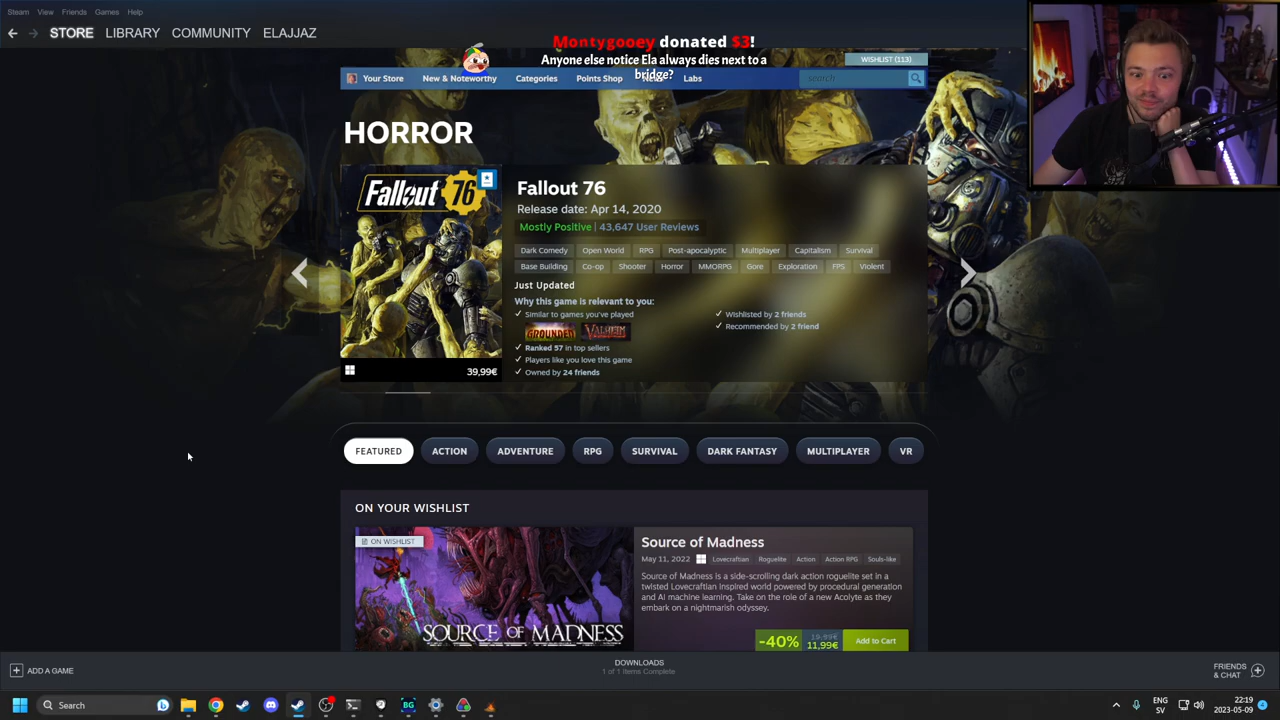 Steam View Friends Games Help
STORE LIBRARY COMMUNITY ELAJJAZ
Montygooey donated $3!
Anyone else notice Ela always dies next to a
bridge?
WISHLIST (113)
Your Store New & Noteworthy Categories Points Shop Labs
search
HORROR
Fallout 76
Fallout 76
Release date: Apr 14, 2020
Mostly Positive | 43,647 User Reviews
Dark Comedy Open World RPG Post-apocalyptic Multiplayer Capitalism Survival
Base Building Co-op Shooter Horror MMORPG Gore Exploration FPS Violent
Just Updated
Why this game is relevant to you:
✓ Similar to games you've played
GROUNDED VALHEIM
✓ Ranked 57 in top sellers
✓ Players like you love this game
✓ Owned by 24 friends
✓ Wishlisted by 2 friends
✓ Recommended by 2 friend
39,99€
FEATURED ACTION ADVENTURE RPG SURVIVAL DARK FANTASY MULTIPLAYER VR
ON YOUR WISHLIST
ON WISHLIST
SOURCE OF MADNESS
Source of Madness
May 11, 2022 Lovecraftian Roguelite Action Action RPG Souls-like
Source of Madness is a side-scrolling dark action roguelite set in a
twisted Lovecraftian inspired world powered by procedural generation
and AI machine learning. Take on the role of a new Acolyte as they
embark on a nightmarish odyssey.
-40% 19,99€ 11,99€ Add to Cart
+ ADD A GAME
DOWNLOADS
1 of 1 Items Complete
FRIENDS
& CHAT
Search
BG
ENG
SV
22:19
2023-05-09
4